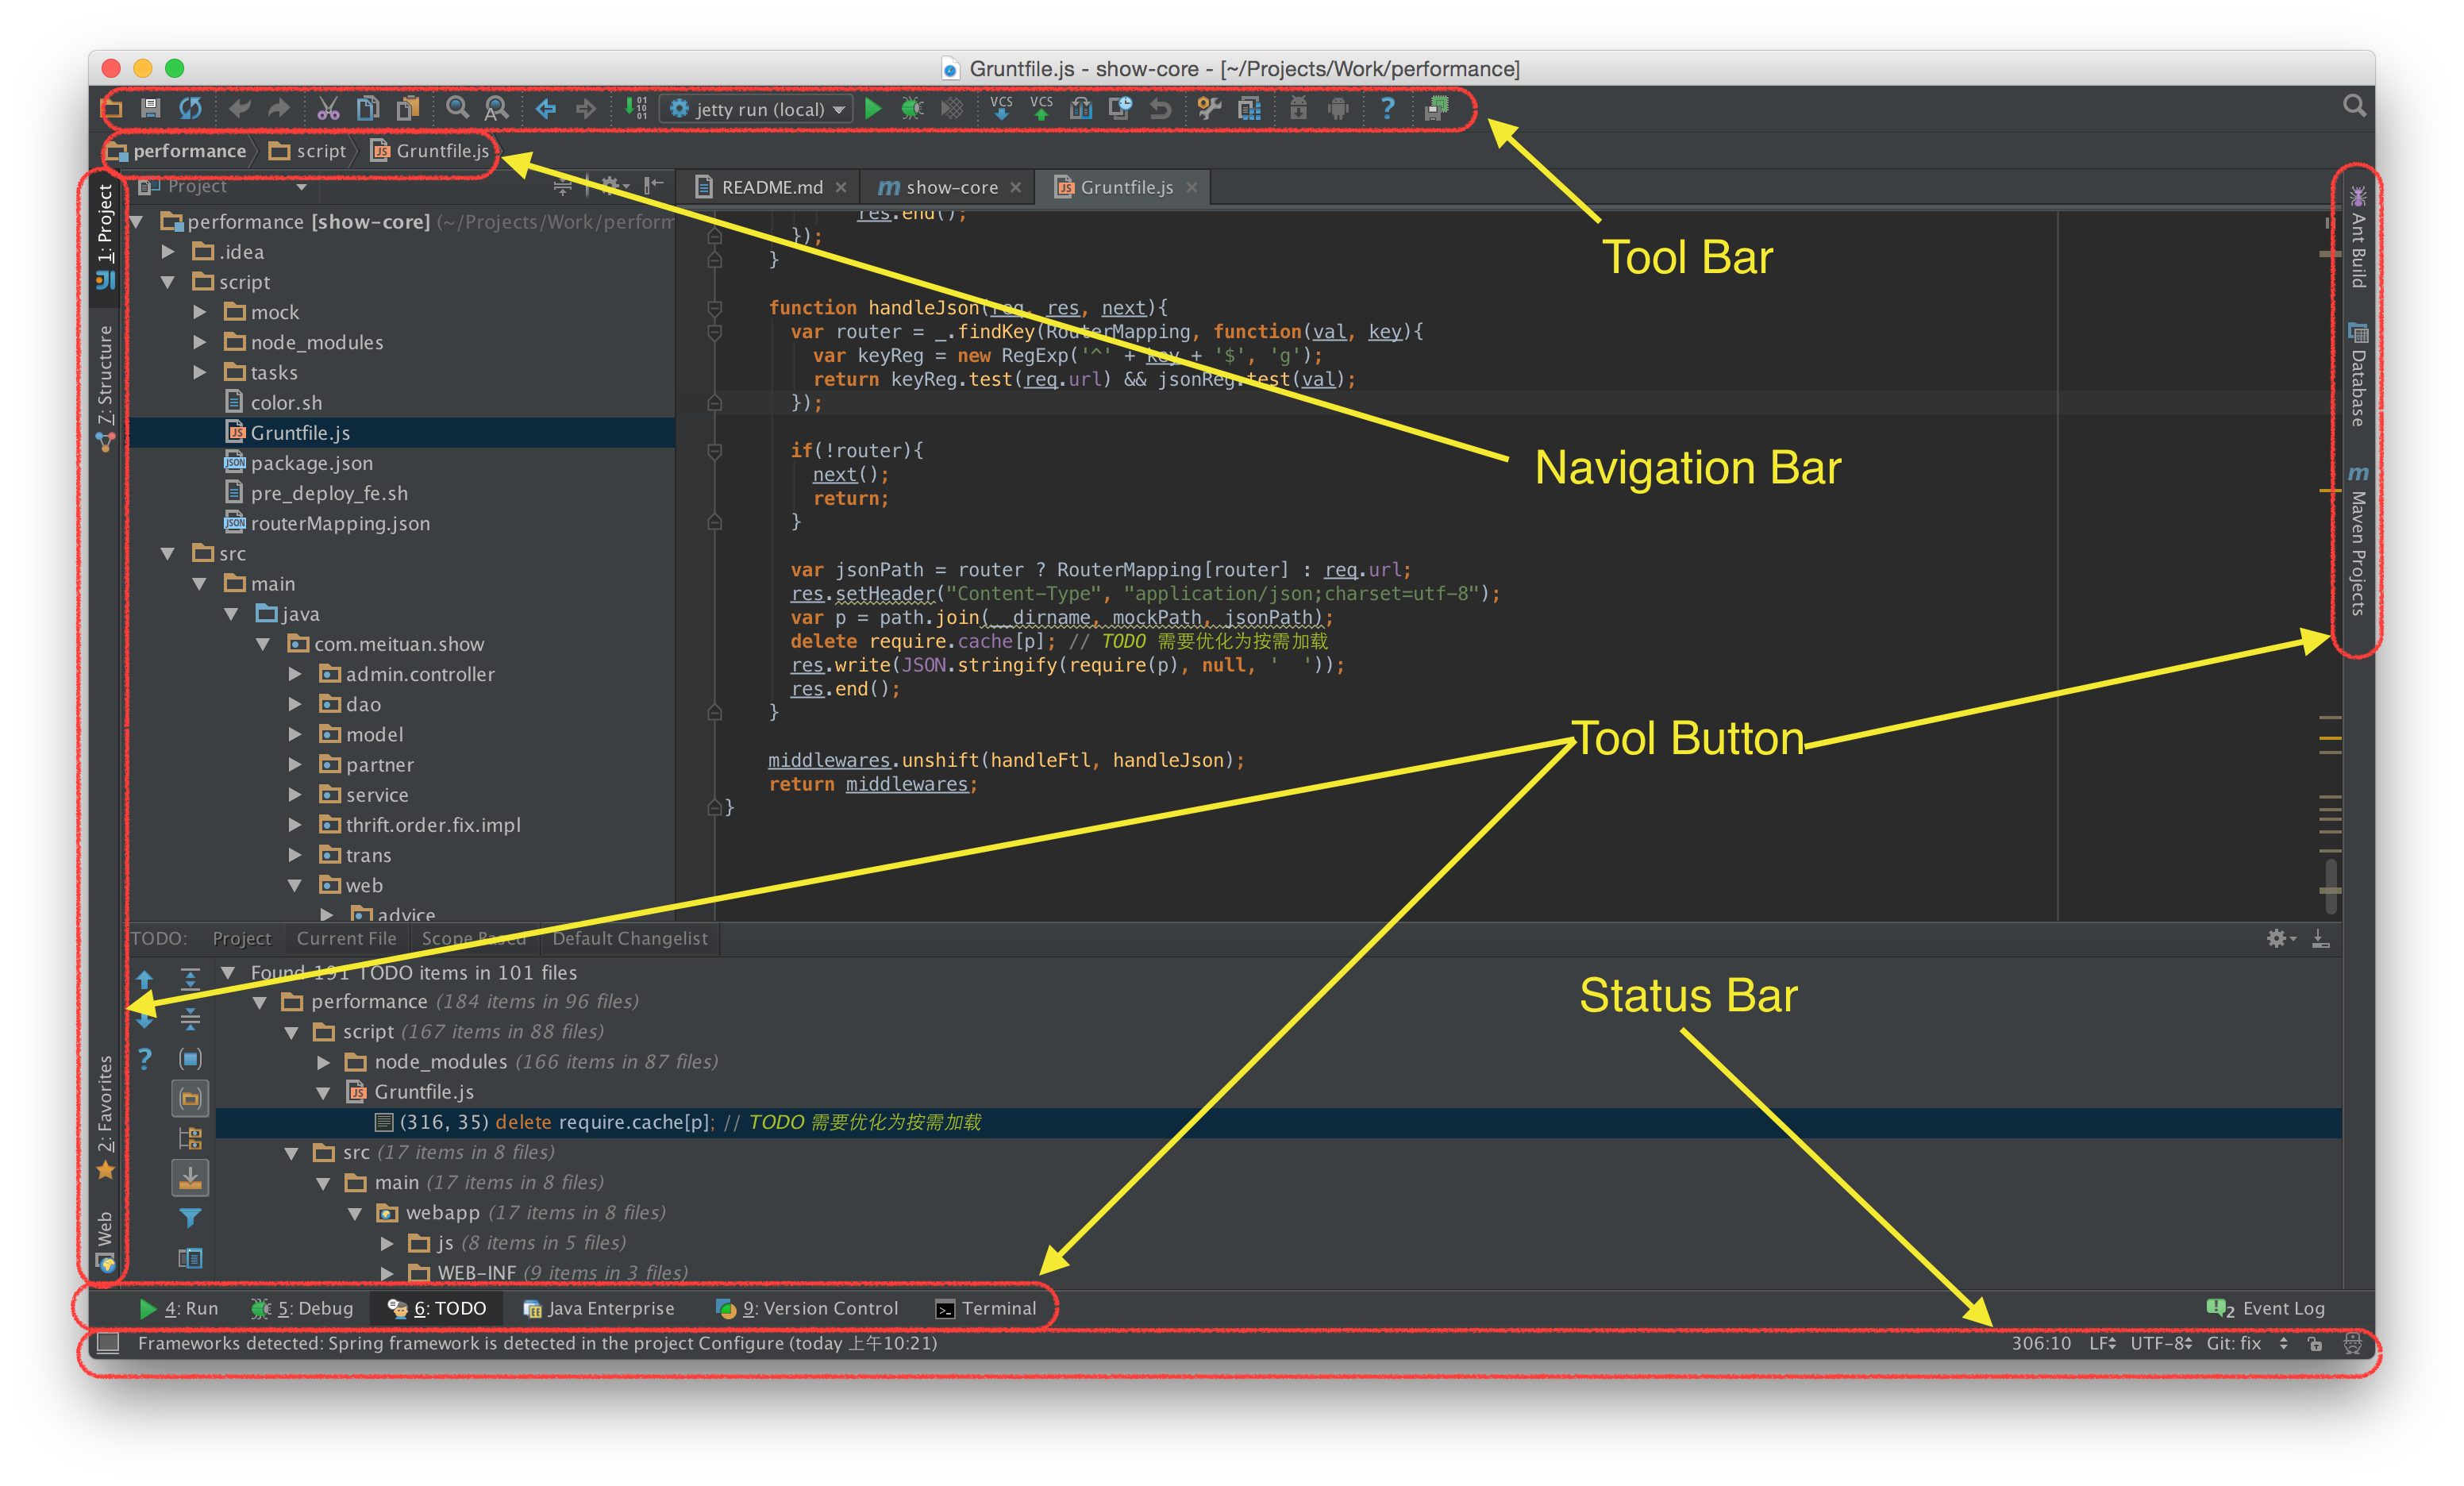 Gruntfile.js - show-core - [~/Projects/Work/performance]
jetty run (local)
VCS VCS
performance script Gruntfile.js
Project
README.md show-core Gruntfile.js
1: Project
7: Structure
2: Favorites
Web
performance [show-core] (~/Projects/Work/perform
.idea
script
mock
node_modules
tasks
color.sh
Gruntfile.js
package.json
pre_deploy_fe.sh
routerMapping.json
src
main
java
com.meituan.show
admin.controller
dao
model
partner
service
thrift.order.fix.impl
trans
web
advice
res.end();
});
}
function handleJson(req, res, next){
var router = _.findKey(RouterMapping, function(val, key){
var keyReg = new RegExp('^' + key + '$', 'g');
return keyReg.test(req.url) && jsonReg.test(val);
});
if(!router){
next();
return;
}
var jsonPath = router ? RouterMapping[router] : req.url;
res.setHeader("Content-Type", "application/json;charset=utf-8");
var p = path.join(__dirname, mockPath, jsonPath);
delete require.cache[p]; // TODO 需要优化为按需加载
res.write(JSON.stringify(require(p), null, '  '));
res.end();
}
middlewares.unshift(handleFtl, handleJson);
return middlewares;
}
Tool Bar
Navigation Bar
Tool Button
Status Bar
Ant Build
Database
Maven Projects
TODO: Project Current File Scope Based Default Changelist
Found 191 TODO items in 101 files
performance (184 items in 96 files)
script (167 items in 88 files)
node_modules (166 items in 87 files)
Gruntfile.js
(316, 35) delete require.cache[p]; // TODO 需要优化为按需加载
src (17 items in 8 files)
main (17 items in 8 files)
webapp (17 items in 8 files)
js (8 items in 5 files)
WEB-INF (9 items in 3 files)
4: Run 5: Debug 6: TODO Java Enterprise 9: Version Control Terminal 2 Event Log
Frameworks detected: Spring framework is detected in the project Configure (today 上午10:21) 306:10 LF UTF-8 Git: fix